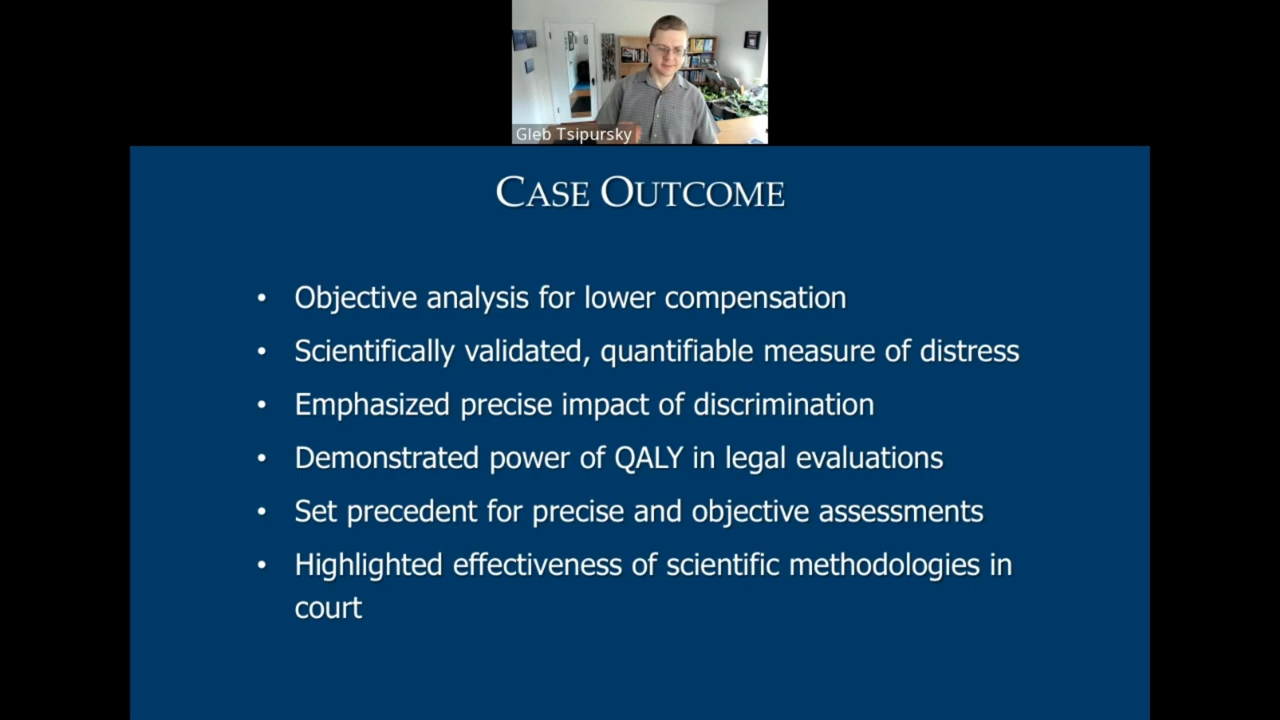 Gleb Tsipursky
CASE OUTCOME
• Objective analysis for lower compensation
• Scientifically validated, quantifiable measure of distress
• Emphasized precise impact of discrimination
• Demonstrated power of QALY in legal evaluations
• Set precedent for precise and objective assessments
• Highlighted effectiveness of scientific methodologies in
court